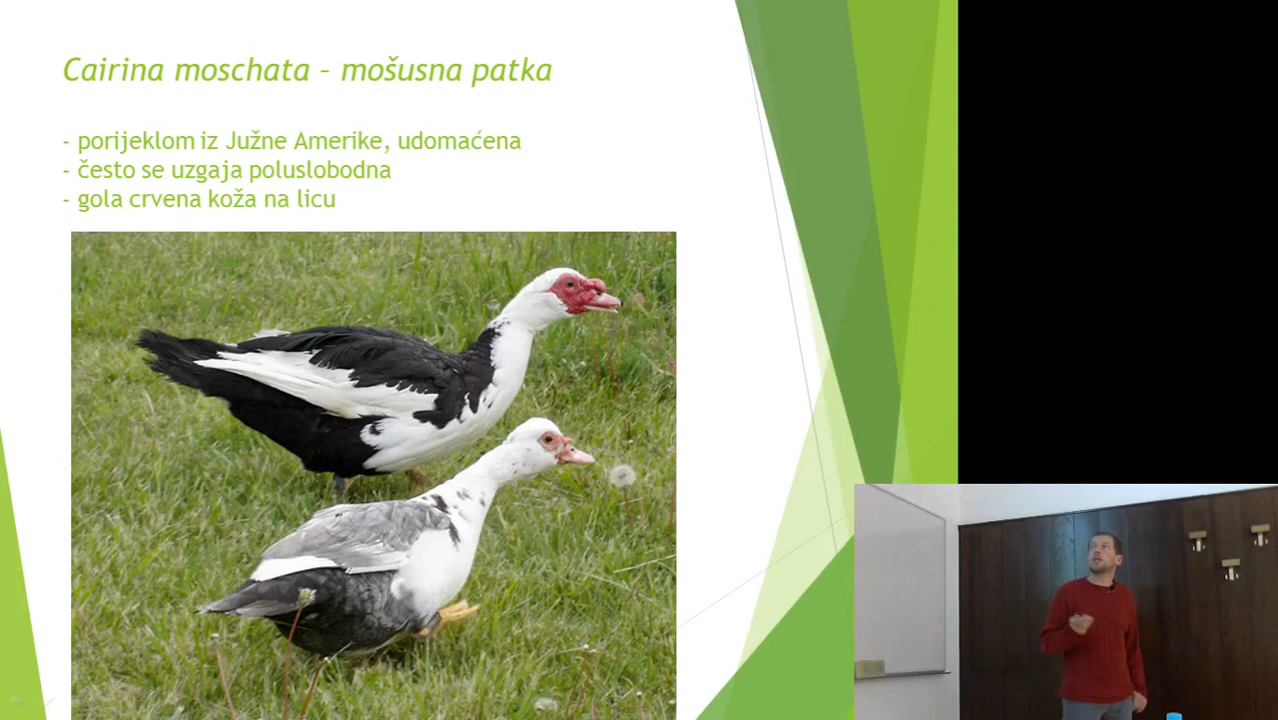 Cairina moschata – mošusna patka
- porijeklom iz Južne Amerike, udomaćena
- često se uzgaja poluslobodna
- gola crvena koža na licu